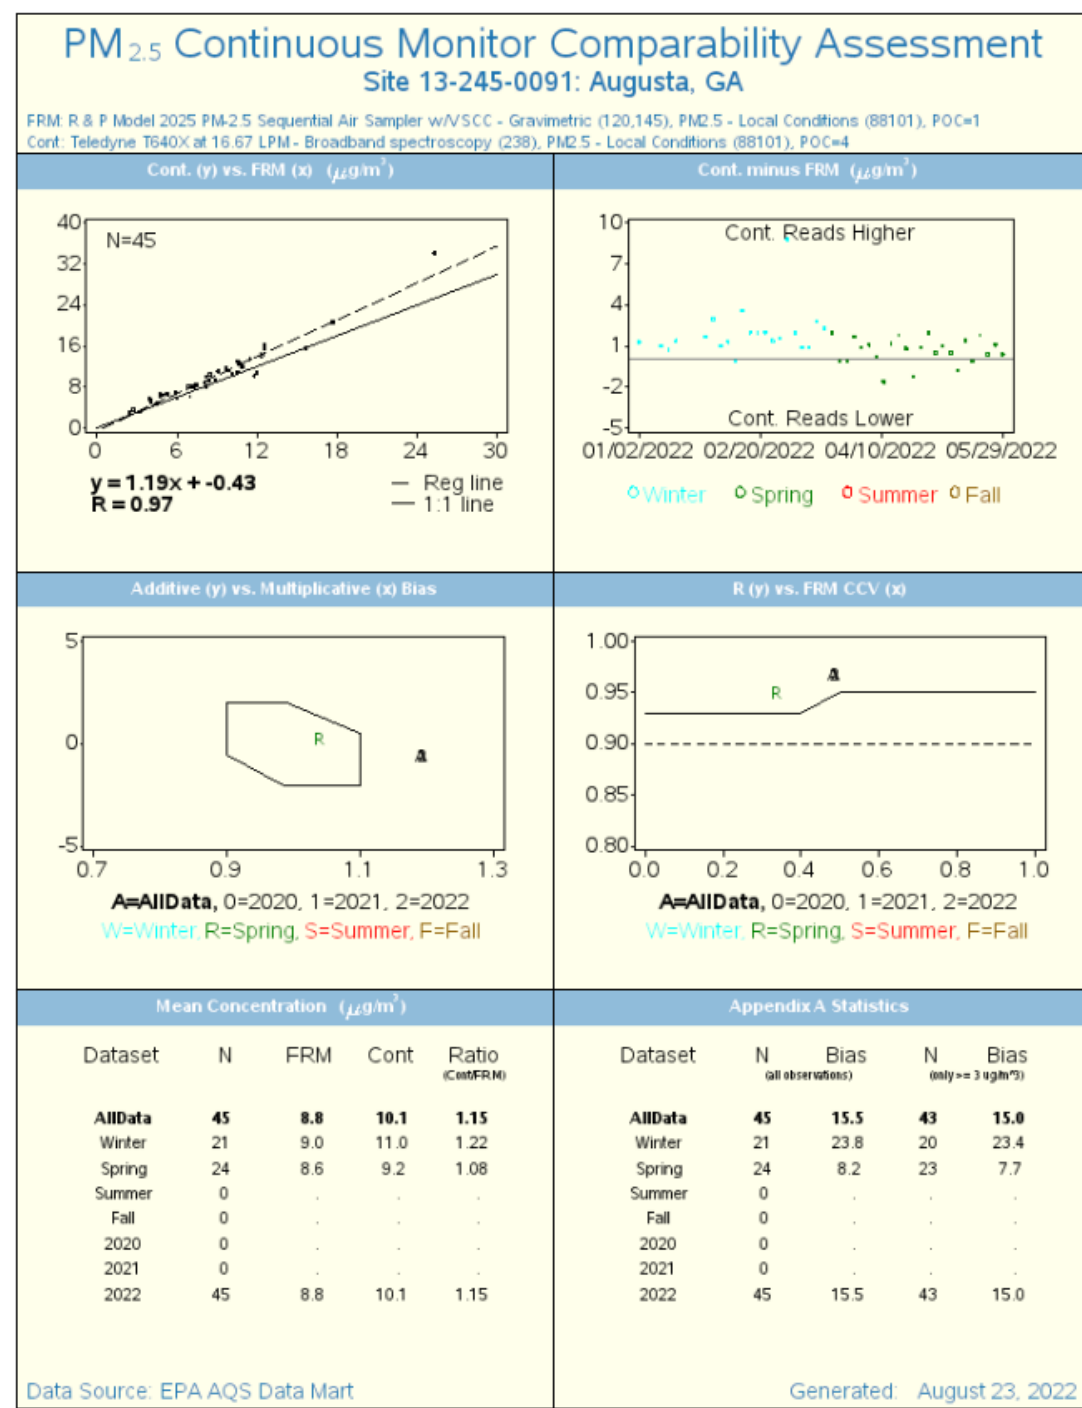 PM 2.5 Continuous Monitor Comparability Assessment
Site 13-245-0091: Augusta, GA
FRM: R & P Model 2025 PM-2.5 Sequential Air Sampler w/VSCC - Gravimetric (120,145), PM2.5 - Local Conditions (88101), POC=1
Cont: Teledyne T640X at 16.67 LPM - Broadband spectroscopy (238), PM2.5 - Local Conditions (88101), POC=4
Cont. (y) vs. FRM (x) (μg/m³)
40
32
24
16
8
0
N=45
0 6 12 18 24 30
y = 1.19x + -0.43
R = 0.97
Reg line
1:1 line
Cont. minus FRM (μg/m³)
10
7
4
1
-2
-5
Cont. Reads Higher
Cont. Reads Lower
01/02/2022 02/20/2022 04/10/2022 05/29/2022
Winter Spring Summer Fall
Additive (y) vs. Multiplicative (x) Bias
5
0
-5
R
A
0.7 0.9 1.1 1.3
A=AllData, 0=2020, 1=2021, 2=2022
W=Winter, R=Spring, S=Summer, F=Fall
R (y) vs. FRM CCV (x)
1.00
0.95
0.90
0.85
0.80
R
0.0 0.2 0.4 0.6 0.8 1.0
A=AllData, 0=2020, 1=2021, 2=2022
W=Winter, R=Spring, S=Summer, F=Fall
Mean Concentration (μg/m³)
Dataset N FRM Cont Ratio
(Cont/FRM)
AllData 45 8.8 10.1 1.15
Winter 21 9.0 11.0 1.22
Spring 24 8.6 9.2 1.08
Summer 0 . . .
Fall 0 . . .
2020 0 . . .
2021 0 . . .
2022 45 8.8 10.1 1.15
Appendix A Statistics
Dataset N Bias N Bias
(all observations) (only >= 3 ug/m^3)
AllData 45 15.5 43 15.0
Winter 21 23.8 20 23.4
Spring 24 8.2 23 7.7
Summer 0 . . .
Fall 0 . . .
2020 0 . . .
2021 0 . . .
2022 45 15.5 43 15.0
Data Source: EPA AQS Data Mart
Generated: August 23, 2022